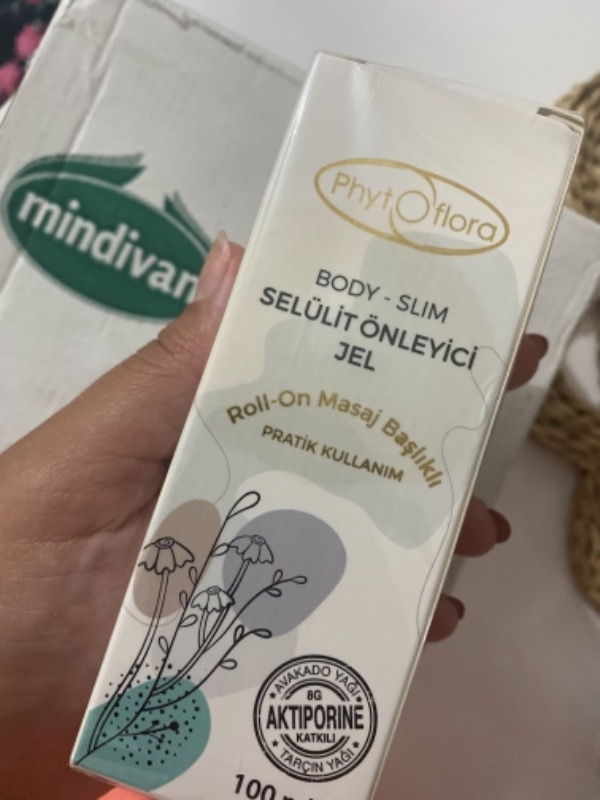 mindivan
Phytoflora
BODY - SLIM
SELÜLİT ÖNLEYİCİ
JEL
Roll-On Masaj Başlıklı
PRATİK KULLANIM
AVAKADO YAĞI
8G
AKTIPORINE
KATKILI
TARÇIN YAĞI
100